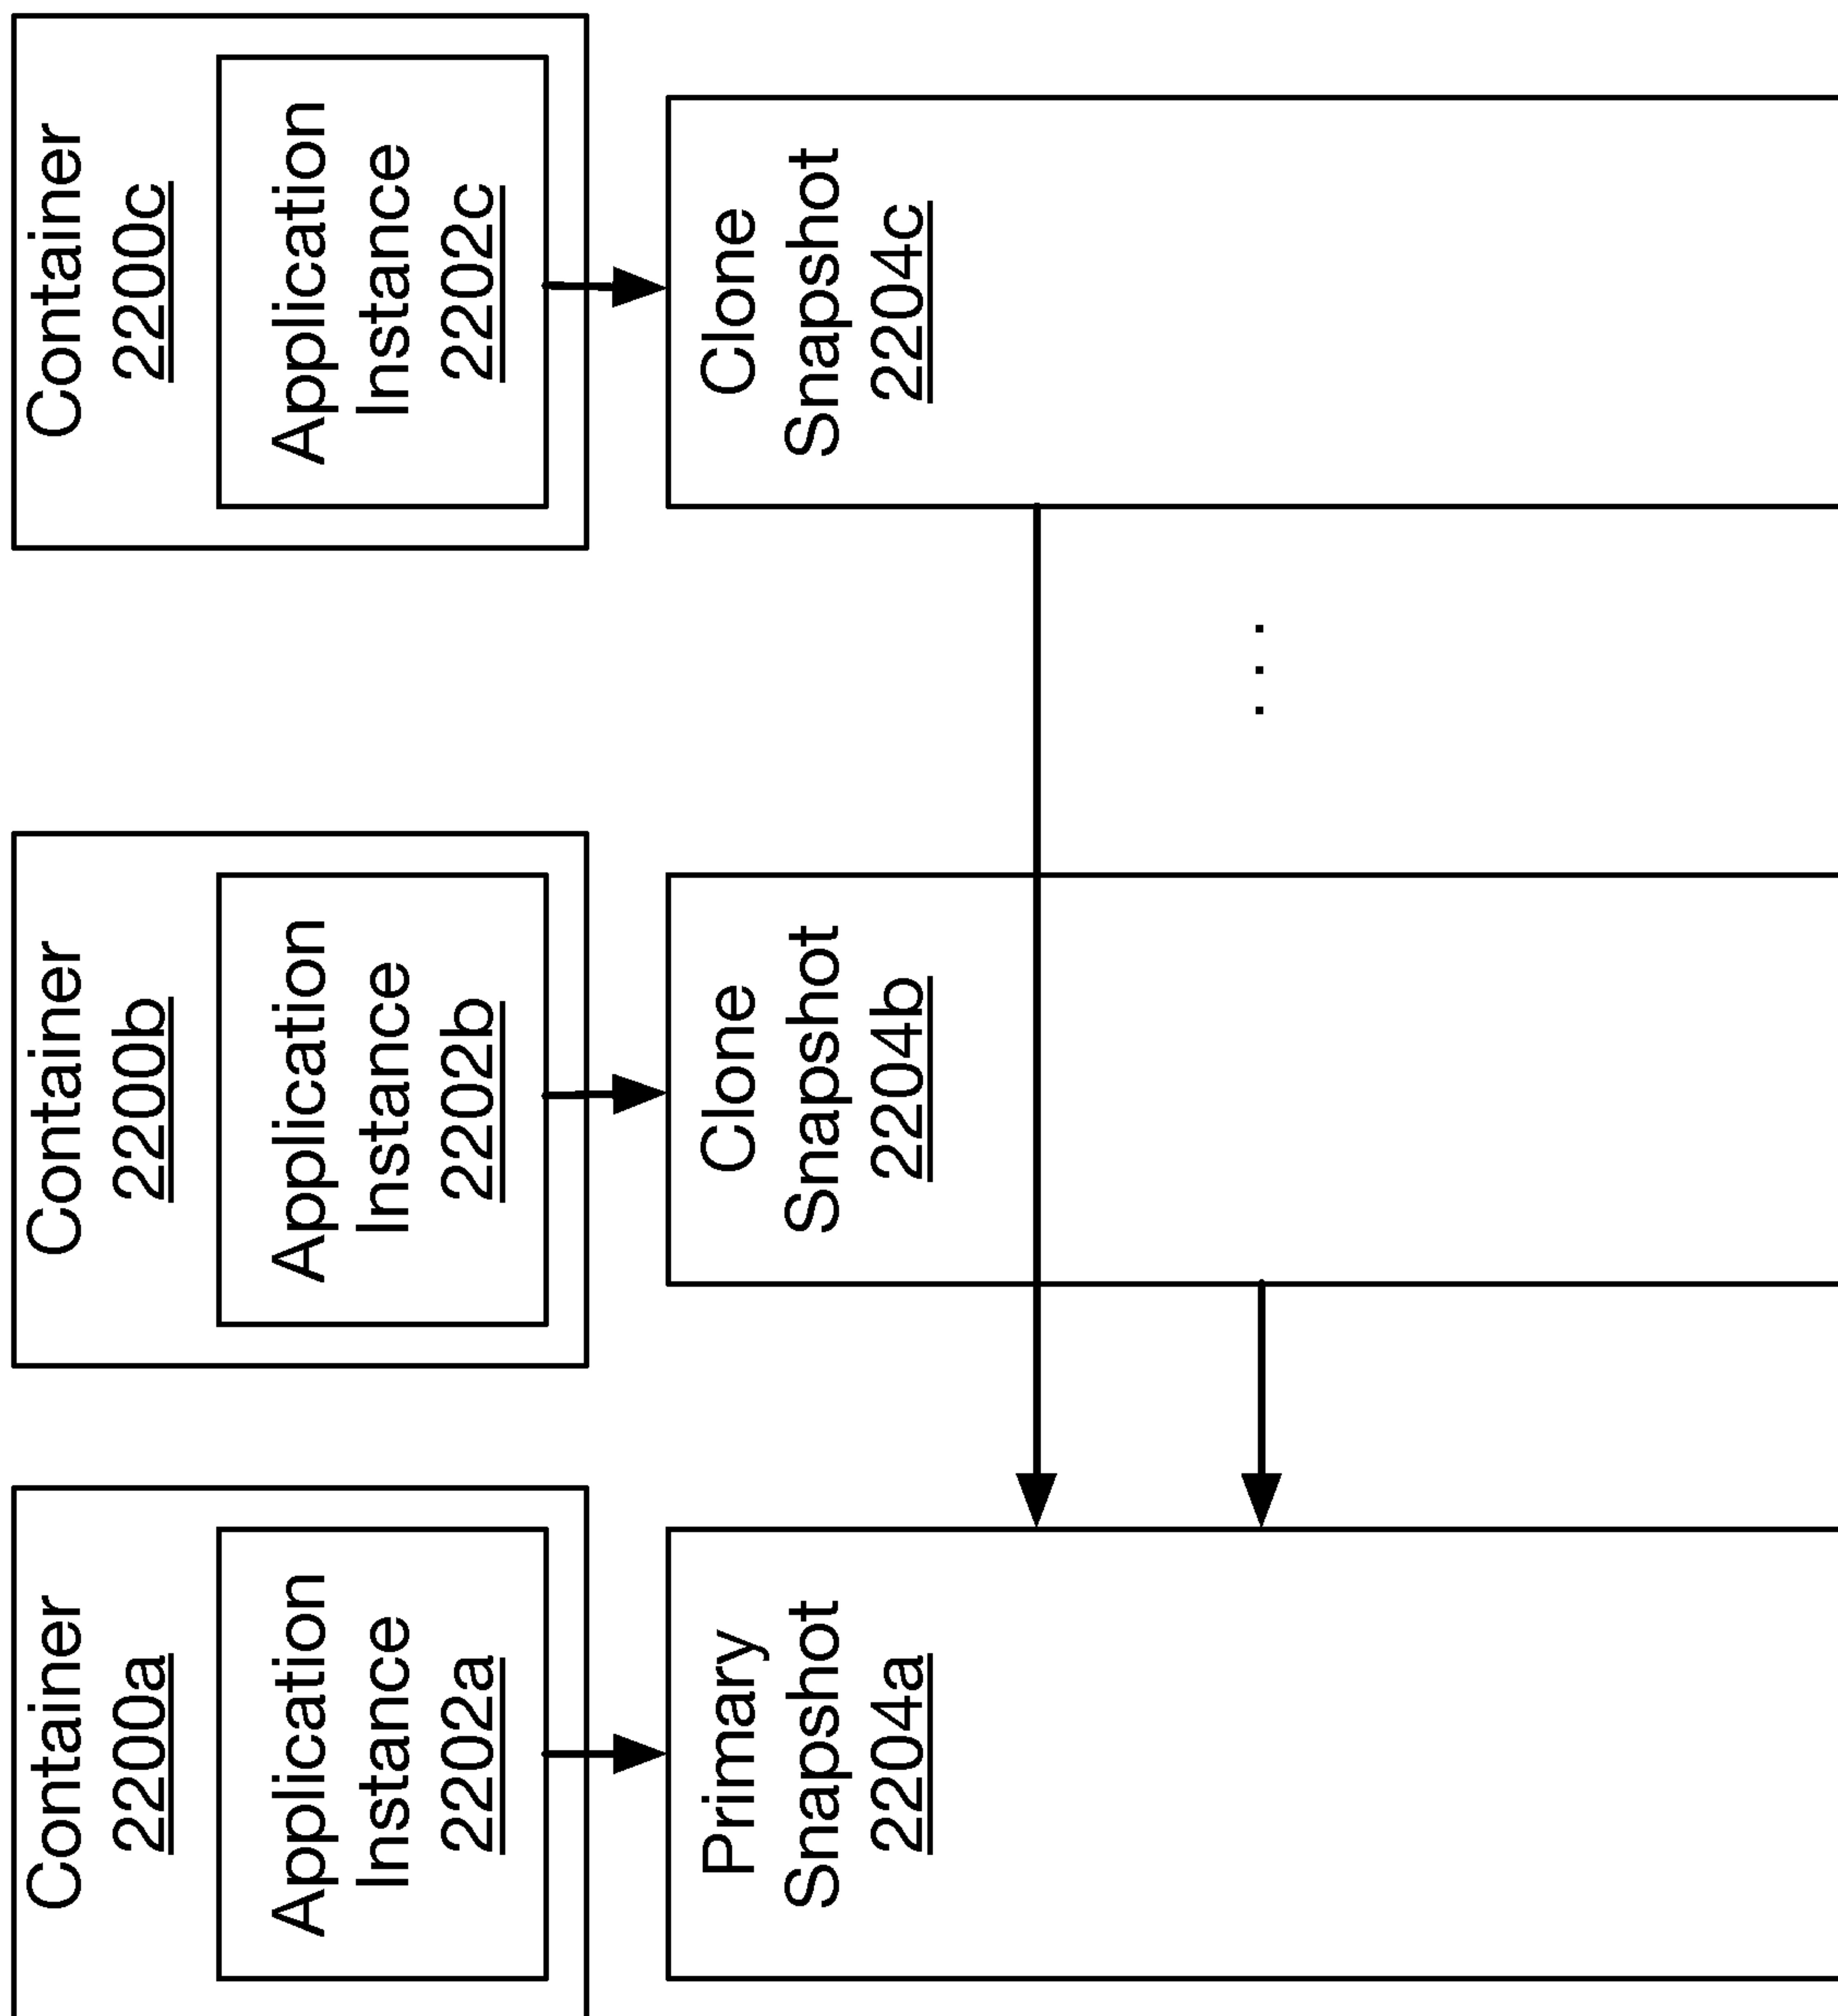 Container
2200a
Application
Instance
2202a
Primary
Snapshot
2204a
Container
2200b
Application
Instance
2202b
Clone
Snapshot
2204b
. . .
Container
2200c
Application
Instance
2202c
Clone
Snapshot
2204c